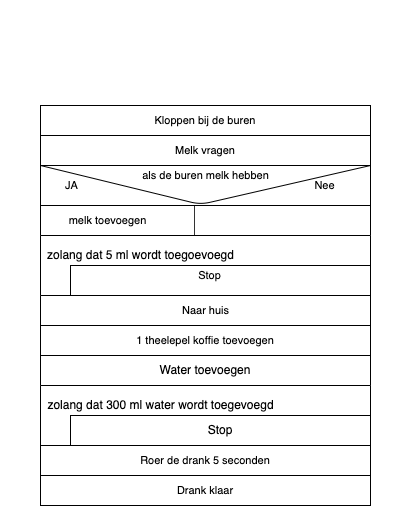 Kloppen bij de buren
Melk vragen
als de buren melk hebben
JA
Nee
melk toevoegen
zolang dat 5 ml wordt toegoevoegd
Stop
Naar huis
1 theelepel koffie toevoegen
Water toevoegen
zolang dat 300 ml water wordt toegevoegd
Stop
Roer de drank 5 seconden
Drank klaar